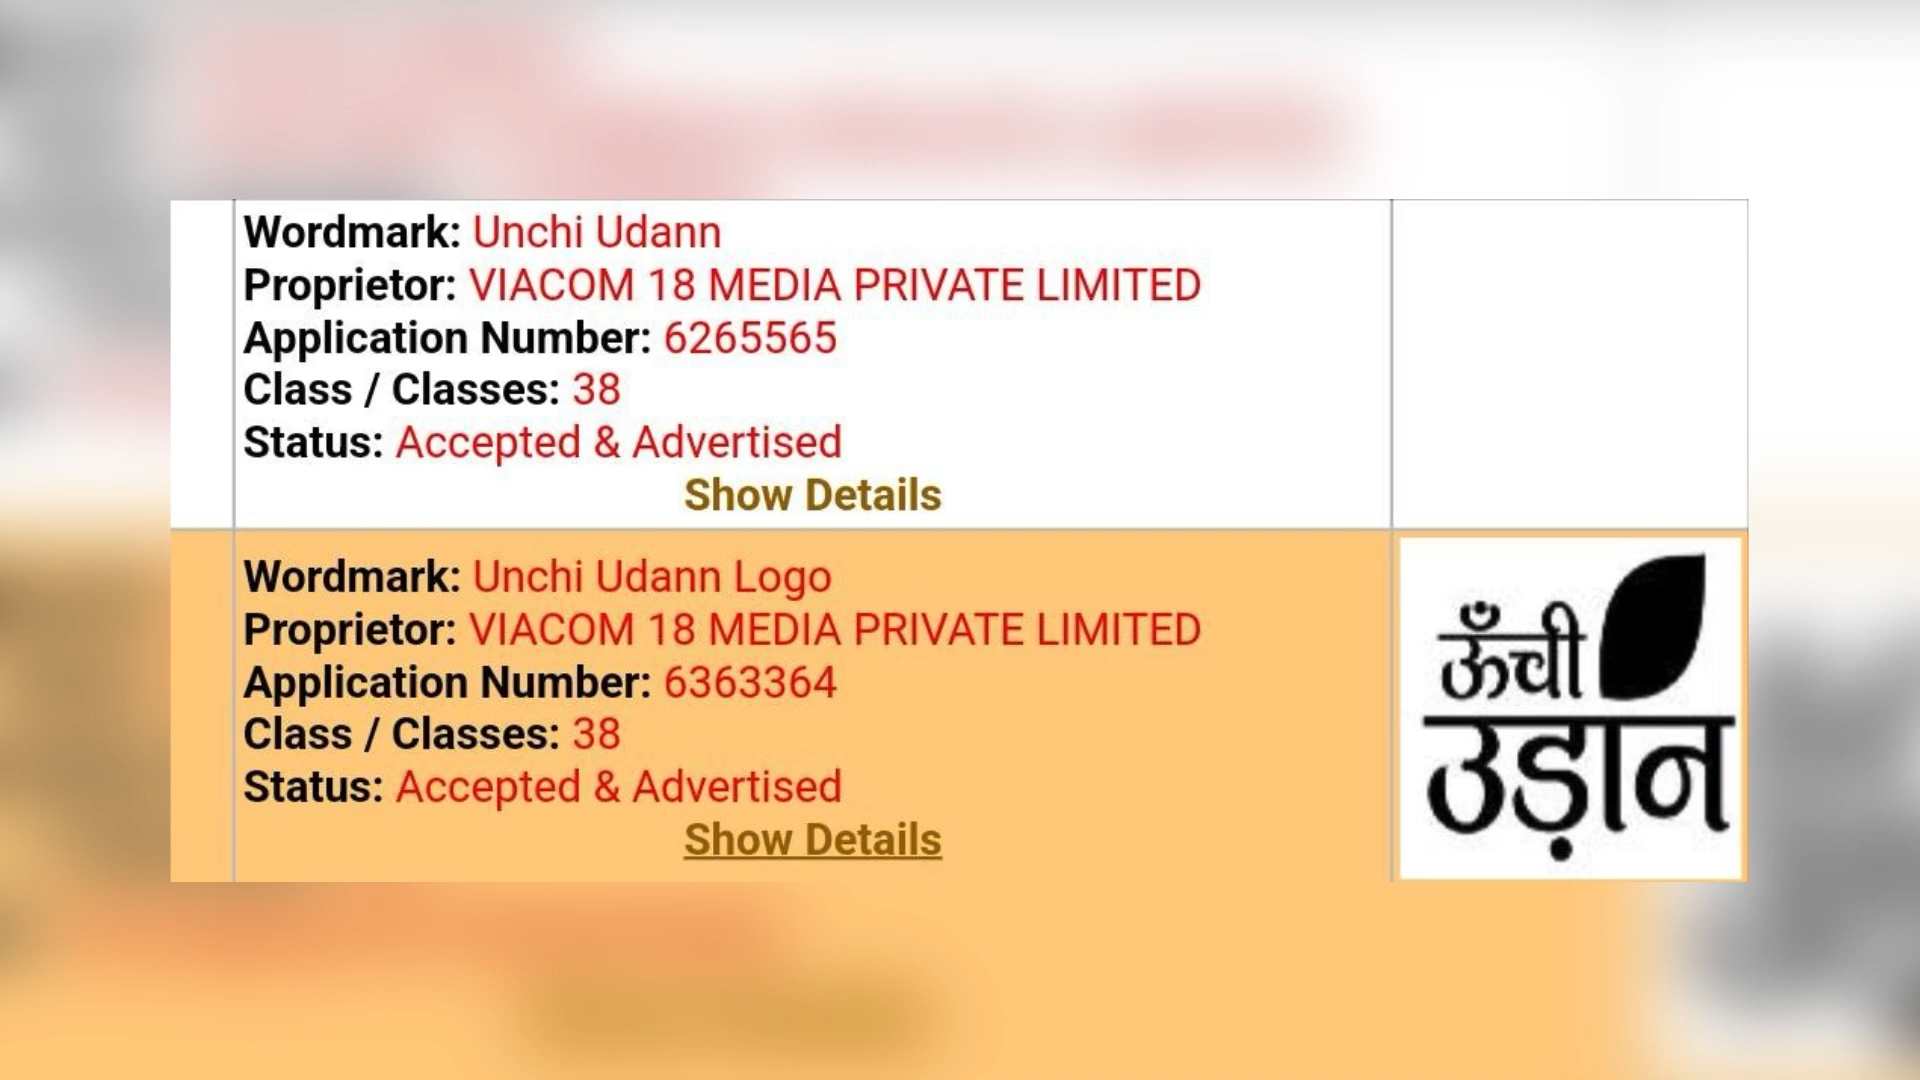 Wordmark: Unchi Udann
Proprietor: VIACOM 18 MEDIA PRIVATE LIMITED
Application Number: 6265565
Class / Classes: 38
Status: Accepted & Advertised
Show Details
Wordmark: Unchi Udann Logo
Proprietor: VIACOM 18 MEDIA PRIVATE LIMITED
Application Number: 6363364
Class / Classes: 38
Status: Accepted & Advertised
Show Details
ऊँची
उड़ान